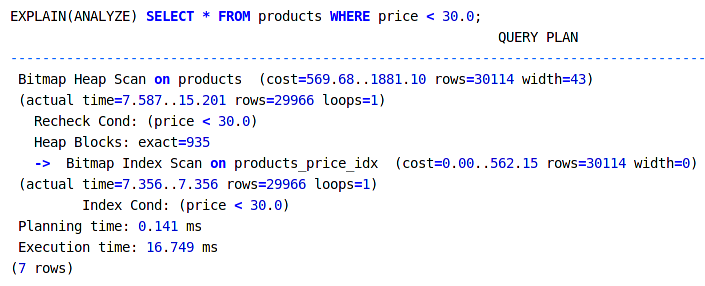 EXPLAIN(ANALYZE) SELECT * FROM products WHERE price < 30.0;
QUERY PLAN
---------------------------------------------------------------------------------------
Bitmap Heap Scan on products  (cost=569.68..1881.10 rows=30114 width=43)
(actual time=7.587..15.201 rows=29966 loops=1)
Recheck Cond: (price < 30.0)
Heap Blocks: exact=935
->  Bitmap Index Scan on products_price_idx  (cost=0.00..562.15 rows=30114 width=0)
(actual time=7.356..7.356 rows=29966 loops=1)
Index Cond: (price < 30.0)
Planning time: 0.141 ms
Execution time: 16.749 ms
(7 rows)